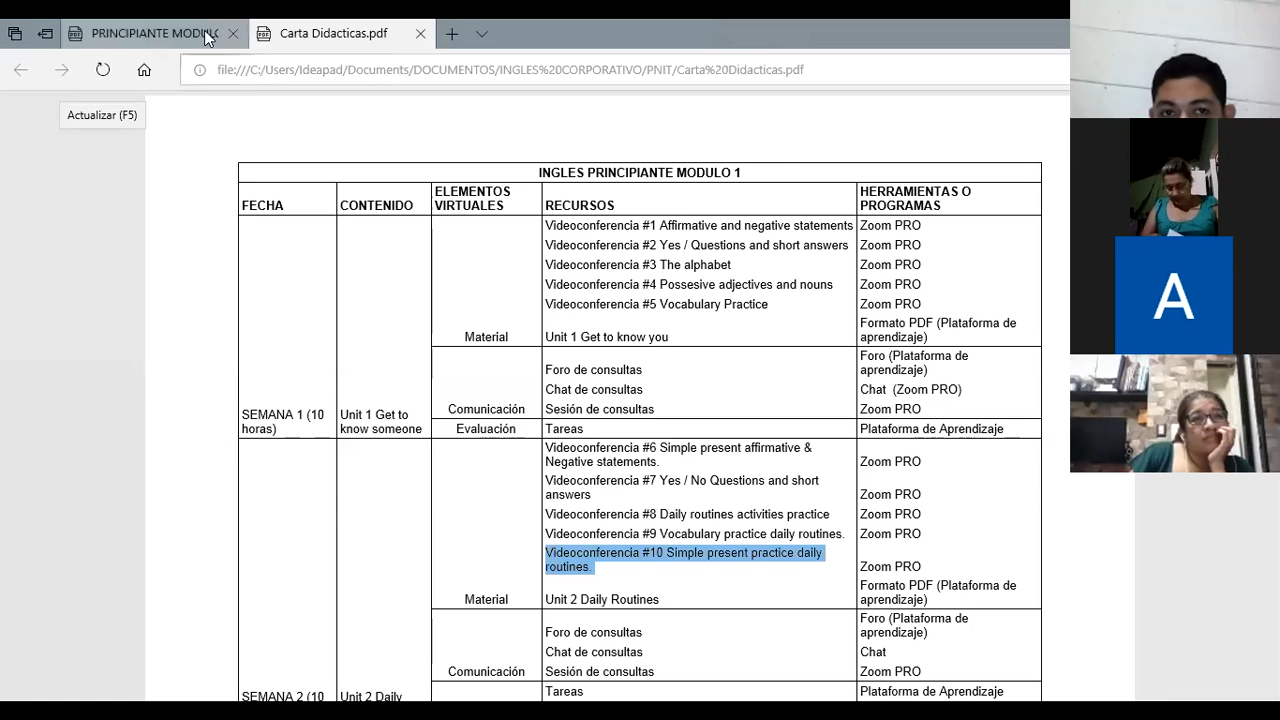 PRINCIPIANTE MODULO
Carta Didacticas.pdf
file:///C:/Users/Ideapad/Documents/DOCUMENTOS/INGLES%20CORPORATIVO/PNIT/Carta%20Didacticas.pdf
Actualizar (F5)
INGLES PRINCIPIANTE MODULO 1
FECHA
CONTENIDO
ELEMENTOS
VIRTUALES
RECURSOS
HERRAMIENTAS O
PROGRAMAS
Videoconferencia #1 Affirmative and negative statements Zoom PRO
Videoconferencia #2 Yes / Questions and short answers Zoom PRO
Videoconferencia #3 The alphabet Zoom PRO
Videoconferencia #4 Possesive adjectives and nouns Zoom PRO
Videoconferencia #5 Vocabulary Practice Zoom PRO
Material
Unit 1 Get to know you
Formato PDF (Plataforma de
aprendizaje)
Foro de consultas
Foro (Plataforma de
aprendizaje)
Chat de consultas Chat (Zoom PRO)
Comunicación Sesión de consultas Zoom PRO
SEMANA 1 (10
horas)
Unit 1 Get to
know someone
Evaluación Tareas Plataforma de Aprendizaje
Videoconferencia #6 Simple present affirmative &
Negative statements. Zoom PRO
Videoconferencia #7 Yes / No Questions and short
answers Zoom PRO
Videoconferencia #8 Daily routines activities practice Zoom PRO
Videoconferencia #9 Vocabulary practice daily routines. Zoom PRO
Videoconferencia #10 Simple present practice daily
routines. Zoom PRO
Material
Unit 2 Daily Routines
Formato PDF (Plataforma de
aprendizaje)
Foro de consultas
Foro (Plataforma de
aprendizaje)
Chat de consultas Chat
Comunicación Sesión de consultas Zoom PRO
SEMANA 2 (10 Unit 2 Daily
Tareas Plataforma de Aprendizaje
A